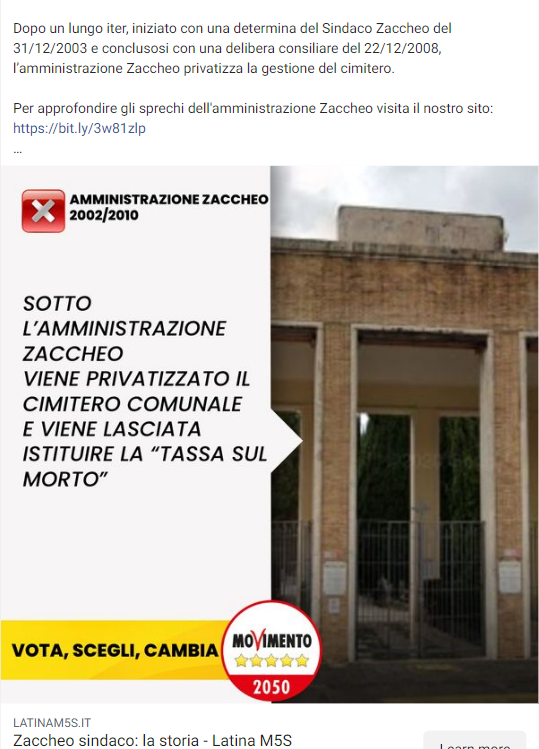 Dopo un lungo iter, iniziato con una determina del Sindaco Zaccheo del
31/12/2003 e conclusosi con una delibera consiliare del 22/12/2008,
l'amministrazione Zaccheo privatizza la gestione del cimitero.
Per approfondire gli sprechi dell'amministrazione Zaccheo visita il nostro sito:
https://bit.ly/3w81zlp
...
AMMINISTRAZIONE ZACCHEO
2002/2010
SOTTO
L'AMMINISTRAZIONE
ZACCHEO
VIENE PRIVATIZZATO IL
CIMITERO COMUNALE
E VIENE LASCIATA
ISTITUIRE LA “TASSA SUL
MORTO”
VOTA, SCEGLI, CAMBIA
MOVIMENTO
2050
LATINAM5S.IT
Zaccheo sindaco: la storia - Latina M5S
Learn more